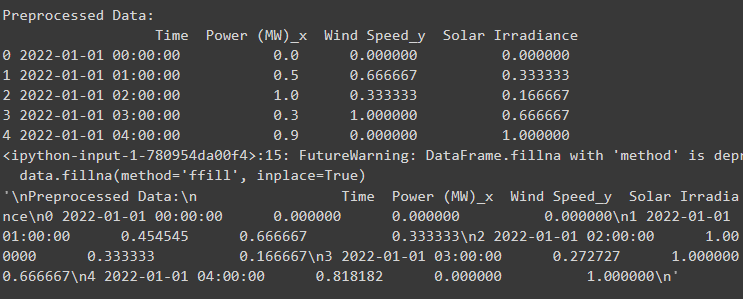 Preprocessed Data:
                 Time  Power (MW)_x  Wind Speed_y  Solar Irradiance
0 2022-01-01 00:00:00           0.0      0.000000          0.000000
1 2022-01-01 01:00:00           0.5      0.666667          0.333333
2 2022-01-01 02:00:00           1.0      0.333333          0.166667
3 2022-01-01 03:00:00           0.3      1.000000          0.666667
4 2022-01-01 04:00:00           0.9      0.000000          1.000000
<ipython-input-1-780954da00f4>:15: FutureWarning: DataFrame.fillna with 'method' is depr
  data.fillna(method='ffill', inplace=True)
'\nPreprocessed Data:\n                 Time  Power (MW)_x  Wind Speed_y  Solar Irradia
nce\n0 2022-01-01 00:00:00      0.000000      0.000000          0.000000\n1 2022-01-01
01:00:00      0.454545      0.666667          0.333333\n2 2022-01-01 02:00:00      1.00
0000      0.333333          0.166667\n3 2022-01-01 03:00:00      0.272727      1.000000
0.666667\n4 2022-01-01 04:00:00      0.818182      0.000000          1.000000\n'